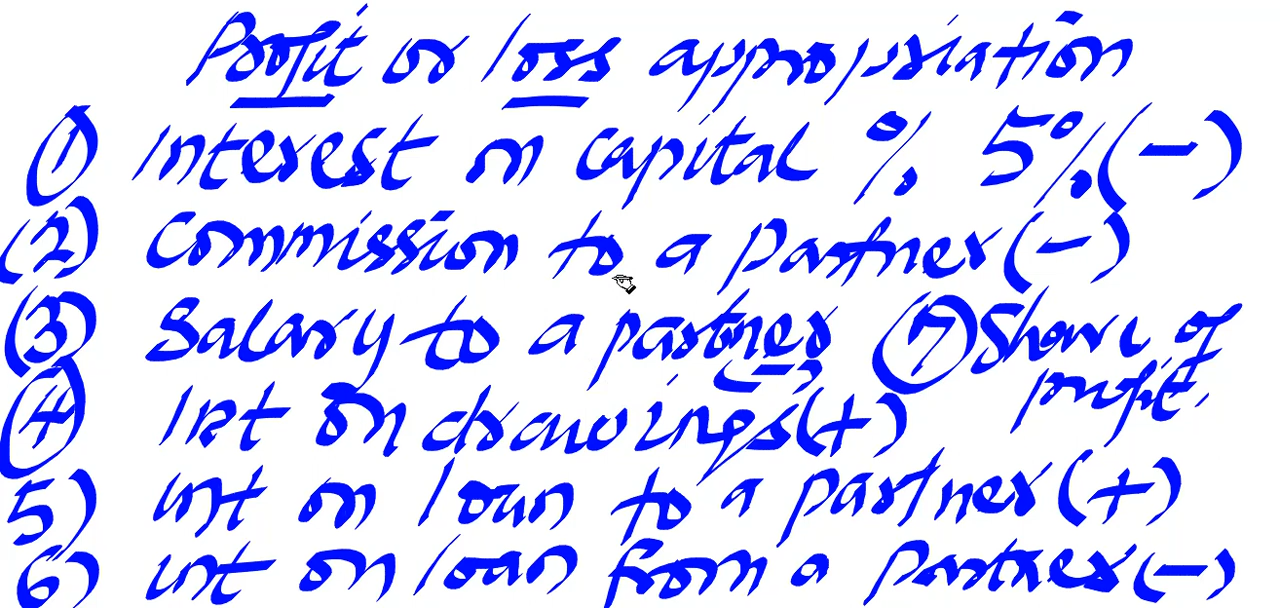 Profit or loss appropriation
(1) Interest on capital % 5% (-)
(2) Commission to a partner (-)
(3) Salary to a partner (-) (7) Share of profit.
(4) Int on drawings (+)
5) int on loan to a partner (+)
6) int on loan from a partner (-)